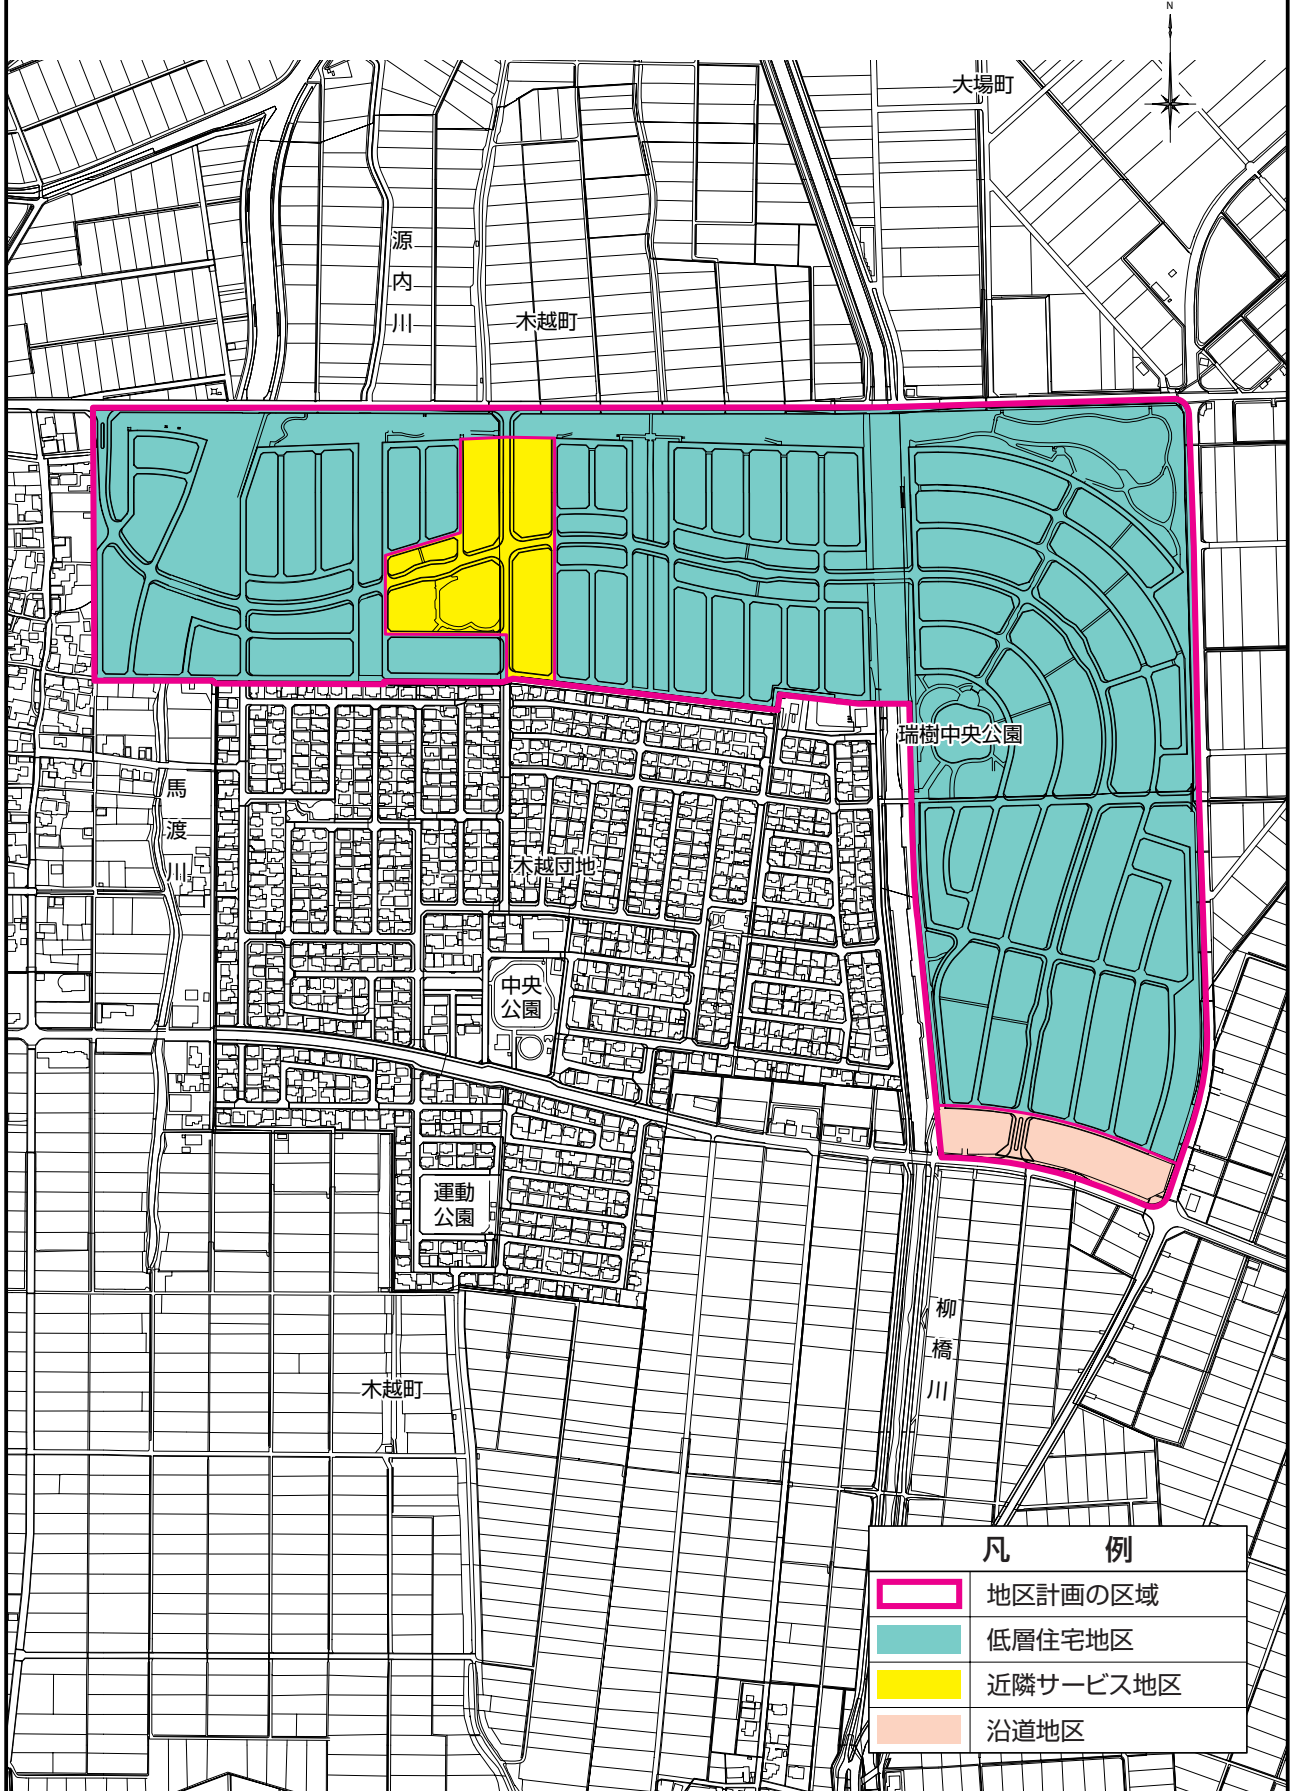 N
大場町
源内川
木越町
瑞樹中央公園
馬渡川
木越団地
中央
公園
運動
公園
柳橋川
木越町
凡 例
地区計画の区域
低層住宅地区
近隣サービス地区
沿道地区